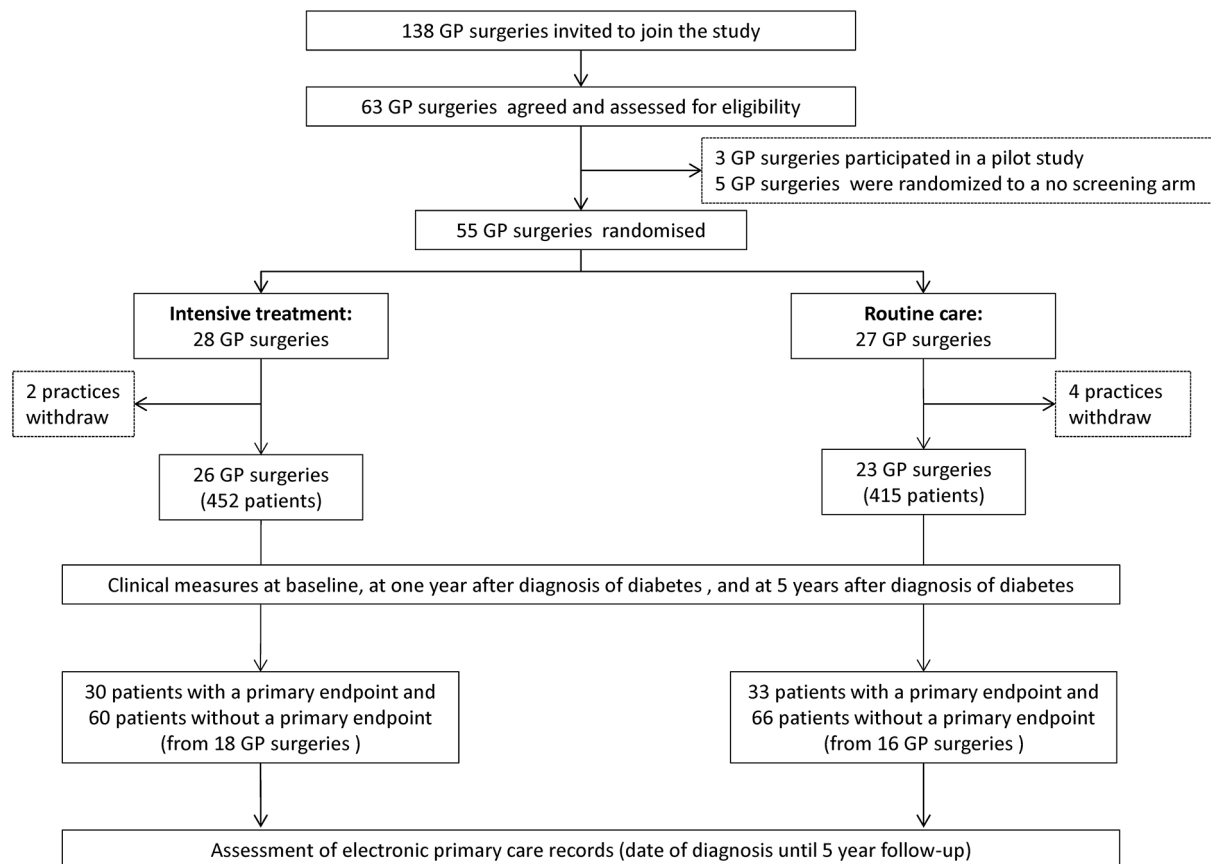 138 GP surgeries invited to join the study
63 GP surgeries agreed and assessed for eligibility
3 GP surgeries participated in a pilot study
5 GP surgeries were randomized to a no screening arm
55 GP surgeries randomised
Intensive treatment:
28 GP surgeries
Routine care:
27 GP surgeries
2 practices
withdraw
4 practices
withdraw
26 GP surgeries
(452 patients)
23 GP surgeries
(415 patients)
Clinical measures at baseline, at one year after diagnosis of diabetes , and at 5 years after diagnosis of diabetes
30 patients with a primary endpoint and
60 patients without a primary endpoint
(from 18 GP surgeries )
33 patients with a primary endpoint and
66 patients without a primary endpoint
(from 16 GP surgeries )
Assessment of electronic primary care records (date of diagnosis until 5 year follow-up)